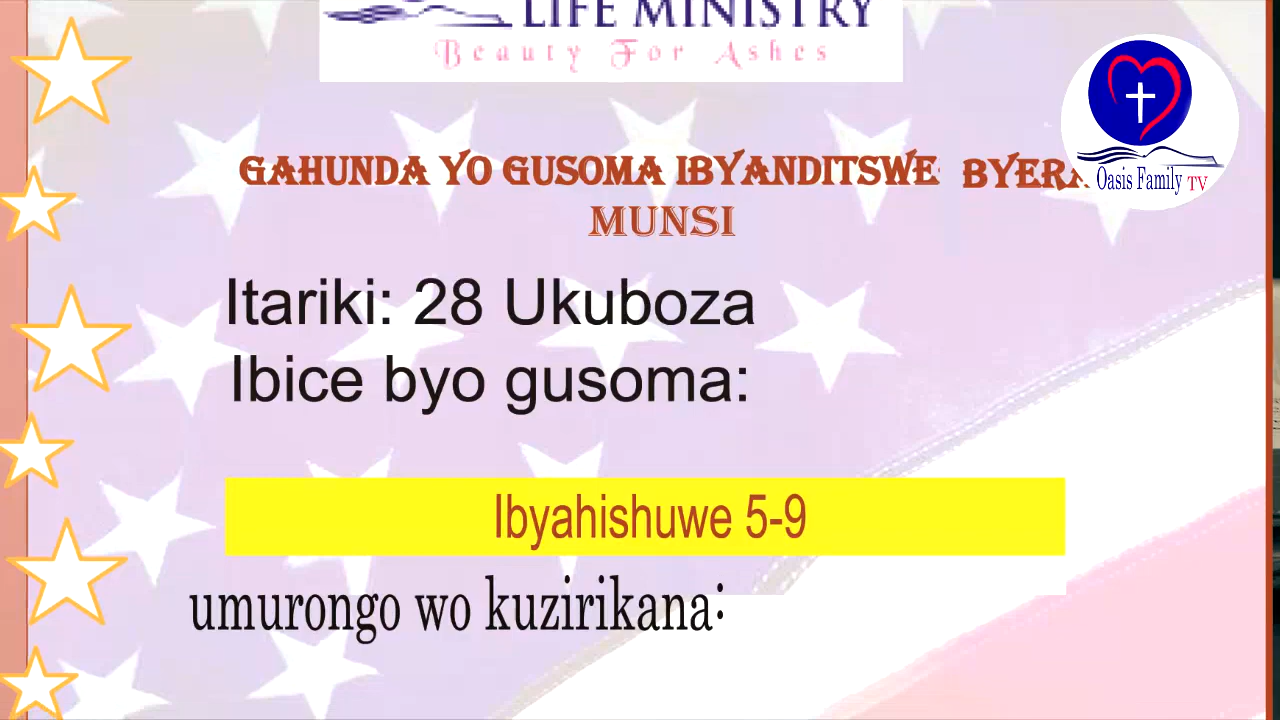 LIFE MINISTRY
Beauty For Ashes
GAHUNDA YO GUSOMA IBYANDITSWE
MUNSI
Oasis Family TV
Itariki: 28 Ukuboza
Ibice byo gusoma:
Ibyahishuwe 5-9
umurongo wo kuzirikana: